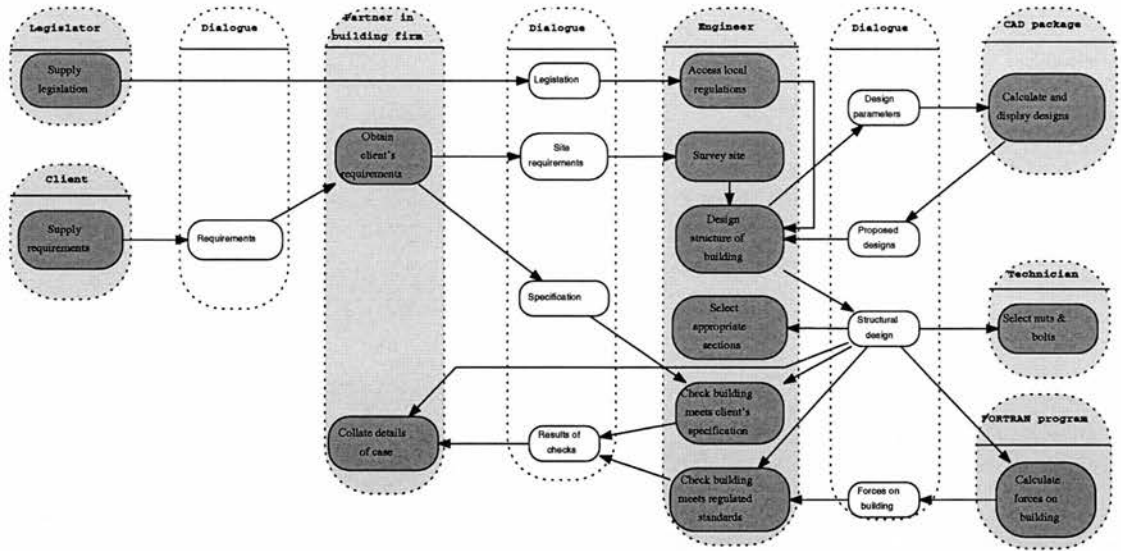 Legislator
Supply
legislation
Client
Supply
requirements
Dialogue
Requirements
Partner in
building firm
Obtain
client's
requirements
Collate details
of case
Dialogue
Legislation
Site
requirements
Specification
Results of
checks
Engineer
Access local
regulations
Survey site
Design
structure of
building
Select
appropriate
sections
Check building
meets client's
specification
Check building
meets regulated
standards
Dialogue
Design
parameters
Proposed
designs
Structural
design
Forces on
building
CAD package
Calculate and
display designs
Technician
Select nuts &
bolts
FORTRAN program
Calculate
forces on
building